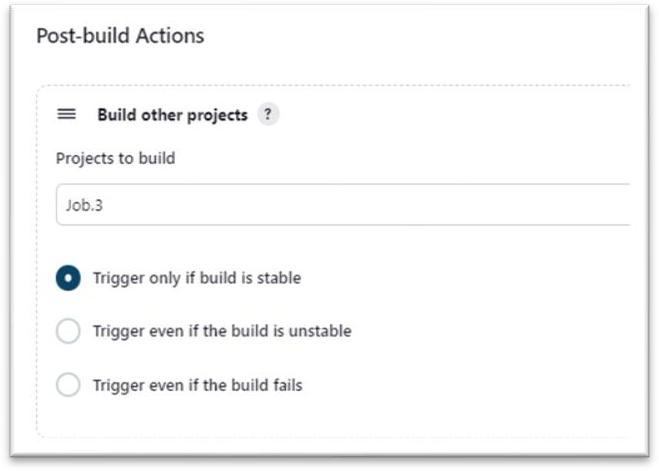 Post-build Actions
Build other projects ?
Projects to build
Job.3
Trigger only if build is stable
Trigger even if the build is unstable
Trigger even if the build fails